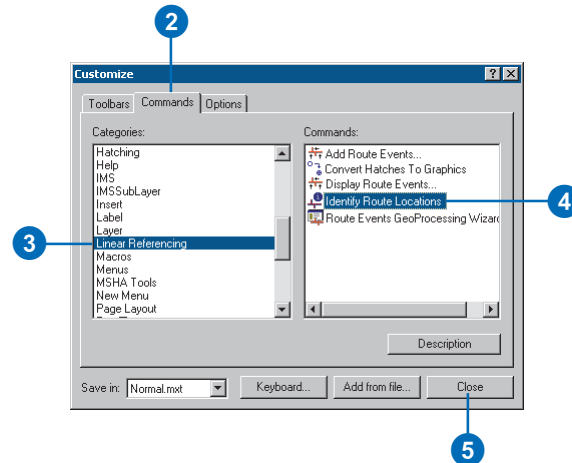 2
Customize
Toolbars Commands Options
Categories:
Hatching
Help
IMS
IMSSubLayer
Insert
Label
Layer
Linear Referencing
Macros
Menus
MSHA Tools
New Menu
Page Layout
Commands:
Add Route Events...
Convert Hatches To Graphics
Display Route Events...
Identify Route Locations
Route Events GeoProcessing Wizar
3
4
Description
Save in: Normal.mxt Keyboard... Add from file... Close
5